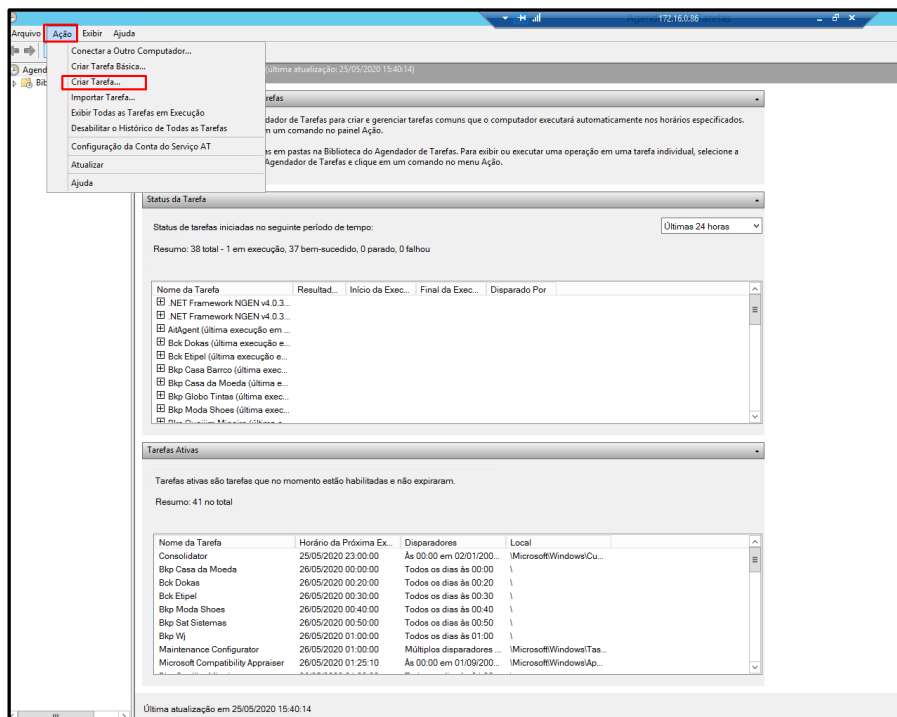 Agend 172.16.0.86 arefas
Arquivo Ação Exibir Ajuda
Conectar a Outro Computador...
Criar Tarefa Básica...
Criar Tarefa...
Importar Tarefa...
Exibir Todas as Tarefas em Execução
Desabilitar o Histórico de Todas as Tarefas
Configuração da Conta do Serviço AT
Atualizar
Ajuda
Agend
Bib
(última atualização: 25/05/2020 15:40:14)
refas
dador de Tarefas para criar e gerenciar tarefas comuns que o computador executará automaticamente nos horários especificados.
n um comando no painel Ação.
as em pastas na Biblioteca do Agendador de Tarefas. Para exibir ou executar uma operação em uma tarefa individual, selecione a
Agendador de Tarefas e clique em um comando no menu Ação.
Status da Tarefa
Status de tarefas iniciadas no seguinte período de tempo: Últimas 24 horas
Resumo: 38 total - 1 em execução, 37 bem-sucedido, 0 parado, 0 falhou
Nome da Tarefa Resultad... Início da Exec... Final da Exec... Disparado Por
.NET Framework NGEN v4.0.3...
.NET Framework NGEN v4.0.3...
AitAgent (última execução em ...
Bck Dokas (última execução e...
Bck Etipel (última execução e...
Bkp Casa Barrco (última exec...
Bkp Casa da Moeda (última e...
Bkp Globo Tintas (última exec...
Bkp Moda Shoes (última exec...
Tarefas Ativas
Tarefas ativas são tarefas que no momento estão habilitadas e não expiraram.
Resumo: 41 no total
Nome da Tarefa Horário da Próxima Ex... Disparadores Local
Consolidator 25/05/2020 23:00:00 Às 00:00 em 02/01/200... \Microsoft\Windows\Cu...
Bkp Casa da Moeda 26/05/2020 00:00:00 Todos os dias às 00:00 \
Bck Dokas 26/05/2020 00:20:00 Todos os dias às 00:20 \
Bck Etipel 26/05/2020 00:30:00 Todos os dias às 00:30 \
Bkp Moda Shoes 26/05/2020 00:40:00 Todos os dias às 00:40 \
Bkp Sat Sistemas 26/05/2020 00:50:00 Todos os dias às 00:50 \
Bkp Wj 26/05/2020 01:00:00 Todos os dias às 01:00 \
Maintenance Configurator 26/05/2020 01:00:00 Múltiplos disparadores ... \Microsoft\Windows\Tas...
Microsoft Compatibility Appraiser 26/05/2020 01:25:10 Às 00:00 em 01/09/200... \Microsoft\Windows\Ap...
Última atualização em 25/05/2020 15:40:14